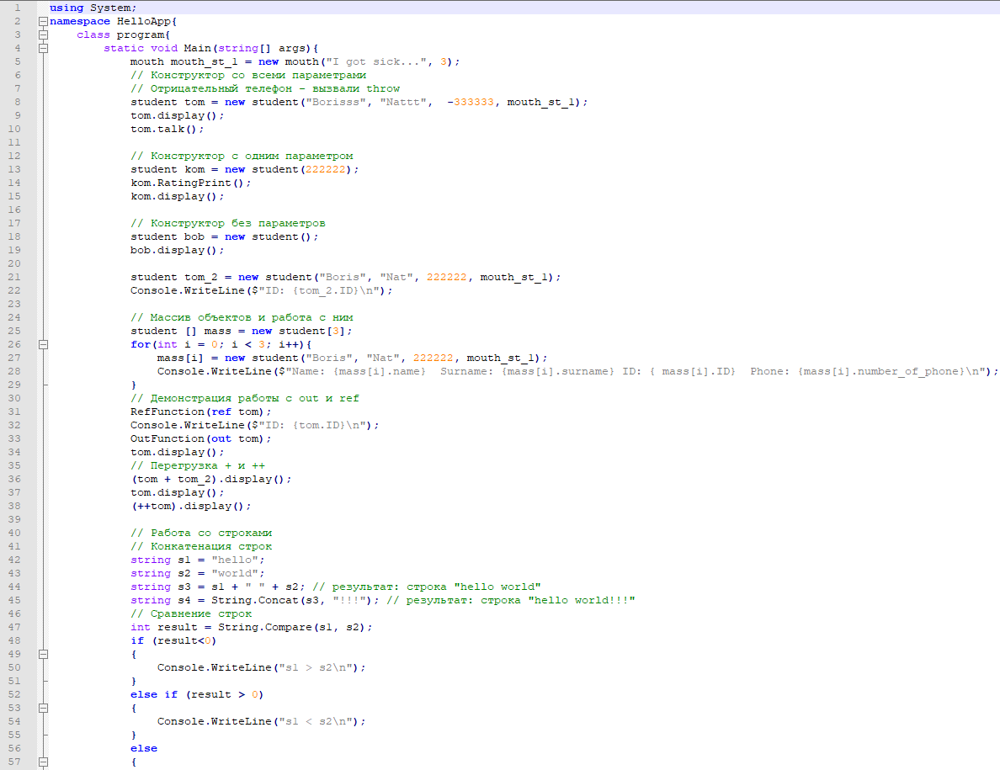 1 using System;
2 namespace HelloApp{
3 class program{
4 static void Main(string[] args){
5 mouth mouth_st_1 = new mouth("I got sick...", 3);
6 // Конструктор со всеми параметрами
7 // Отрицательный телефон - вызвали throw
8 student tom = new student("Borisss", "Nattt",  -333333, mouth_st_1);
9 tom.display();
10 tom.talk();
11
12 // Конструктор с одним параметром
13 student kom = new student(222222);
14 kom.RatingPrint();
15 kom.display();
16
17 // Конструктор без параметров
18 student bob = new student();
19 bob.display();
20
21 student tom_2 = new student("Boris", "Nat", 222222, mouth_st_1);
22 Console.WriteLine($"ID: {tom_2.ID}\n");
23
24 // Массив объектов и работа с ним
25 student [] mass = new student[3];
26 for(int i = 0; i < 3; i++){
27 mass[i] = new student("Boris", "Nat", 222222, mouth_st_1);
28 Console.WriteLine($"Name: {mass[i].name}  Surname: {mass[i].surname} ID: { mass[i].ID}  Phone: {mass[i].number_of_phone}\n");
29 }
30 // Демонстрация работы с out и ref
31 RefFunction(ref tom);
32 Console.WriteLine($"ID: {tom.ID}\n");
33 OutFunction(out tom);
34 tom.display();
35 // Перегрузка + и ++
36 (tom + tom_2).display();
37 tom.display();
38 (++tom).display();
39
40 // Работа со строками
41 // Конкатенация строк
42 string s1 = "hello";
43 string s2 = "world";
44 string s3 = s1 + " " + s2; // результат: строка "hello world"
45 string s4 = String.Concat(s3, "!!!"); // результат: строка "hello world!!!"
46 // Сравнение строк
47 int result = String.Compare(s1, s2);
48 if (result<0)
49 {
50 Console.WriteLine("s1 > s2\n");
51 }
52 else if (result > 0)
53 {
54 Console.WriteLine("s1 < s2\n");
55 }
56 else
57 {